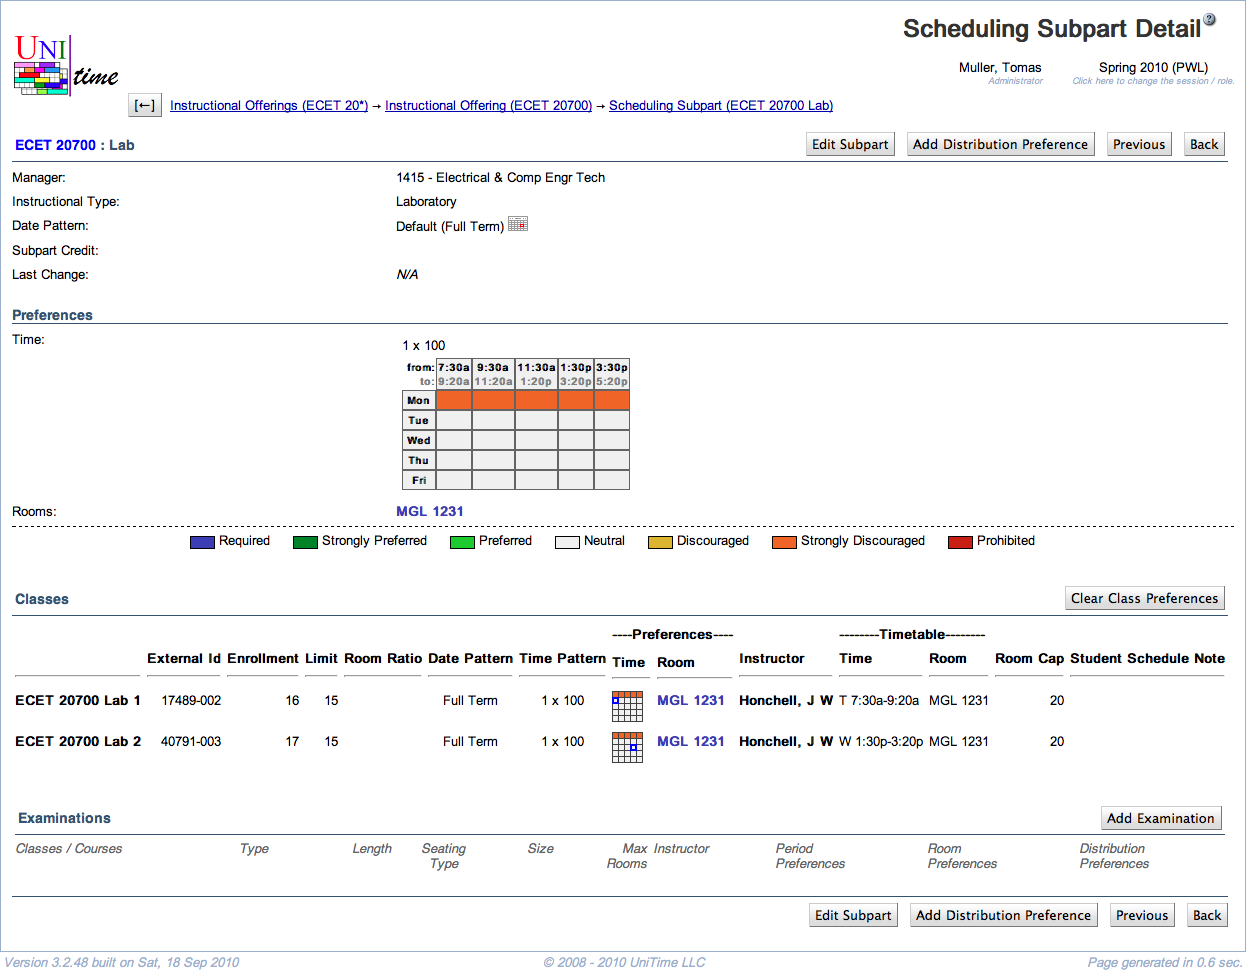 Scheduling Subpart Detail ?
UNI time
Muller, Tomas Spring 2010 (PWL)
Administrator Click here to change the session / role.
[←] Instructional Offerings (ECET 20*) → Instructional Offering (ECET 20700) → Scheduling Subpart (ECET 20700 Lab)
ECET 20700 : Lab Edit Subpart Add Distribution Preference Previous Back
Manager: 1415 - Electrical & Comp Engr Tech
Instructional Type: Laboratory
Date Pattern: Default (Full Term)
Subpart Credit:
Last Change: N/A
Preferences
Time:
1 x 100
from: 7:30a 9:30a 11:30a 1:30p 3:30p
to: 9:20a 11:20a 1:20p 3:20p 5:20p
Mon
Tue
Wed
Thu
Fri
Rooms: MGL 1231
Required Strongly Preferred Preferred Neutral Discouraged Strongly Discouraged Prohibited
Classes Clear Class Preferences
----Preferences---- --------Timetable--------
External Id Enrollment Limit Room Ratio Date Pattern Time Pattern Time Room Instructor Time Room Room Cap Student Schedule Note
ECET 20700 Lab 1 17489-002 16 15 Full Term 1 x 100 MGL 1231 Honchell, J W T 7:30a-9:20a MGL 1231 20
ECET 20700 Lab 2 40791-003 17 15 Full Term 1 x 100 MGL 1231 Honchell, J W W 1:30p-3:20p MGL 1231 20
Examinations Add Examination
Classes / Courses Type Length Seating Size Max Instructor Period Room Distribution
Type Rooms Preferences Preferences Preferences
Edit Subpart Add Distribution Preference Previous Back
Version 3.2.48 built on Sat, 18 Sep 2010 © 2008 - 2010 UniTime LLC Page generated in 0.6 sec.